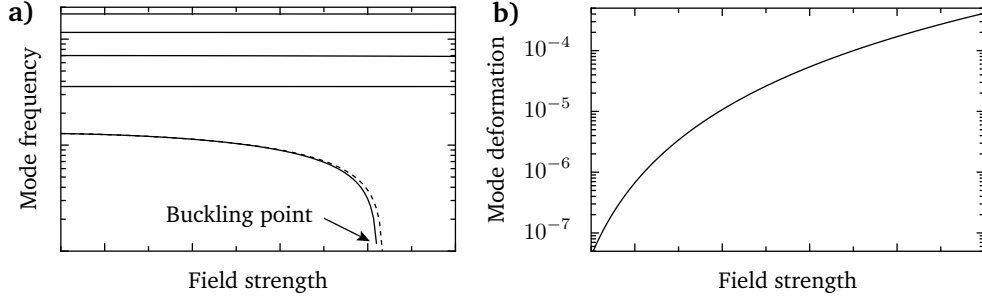 a)
Mode frequency
Buckling point
Field strength
b)
Mode deformation
10⁻⁴
10⁻⁵
10⁻⁶
10⁻⁷
Field strength